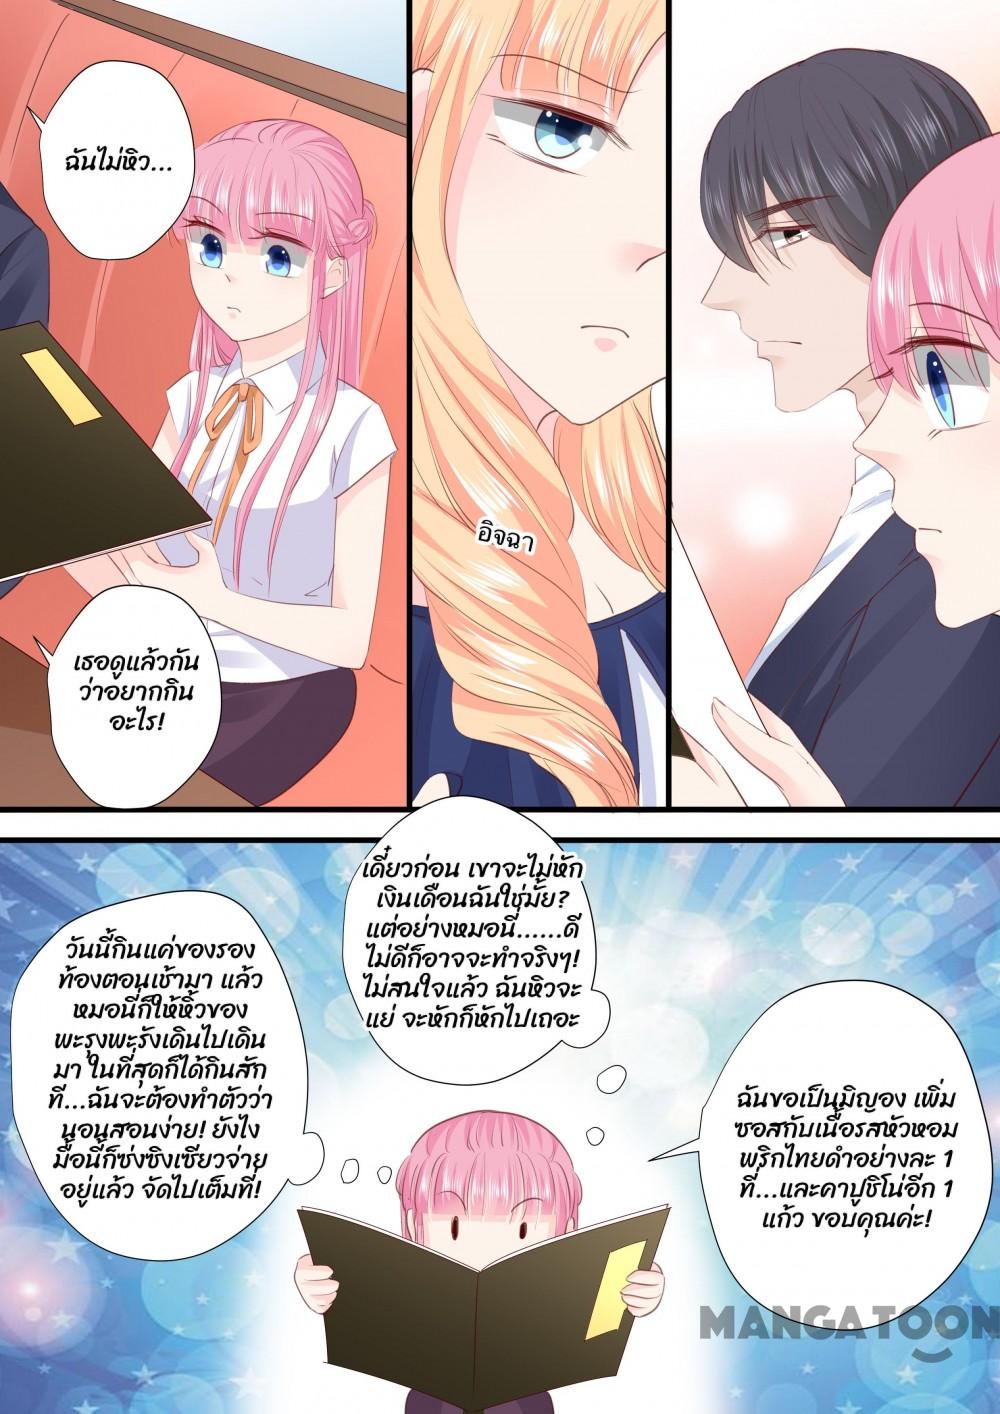 ฉันไม่หิว...
เธอดูแล้วกัน
ว่าอยากกิน
อะไร!
อิจฉา
เดี๋ยวก่อน เขาจะไม่หัก
เงินเดือนฉันใช่มั้ย?
แต่อย่างหมอนี่......ดี
ไม่ดีก็อาจจะทำจริงๆ!
ไม่สนใจแล้ว ฉันหิวจะ
แย่ จะหักก็หักไปเถอะ
วันนี้กินแค่ของรอง
ท้องตอนเช้ามา แล้ว
หมอนี่ก็ให้หิ้วของ
พะรุงพะรังเดินไปเดิน
มา ในที่สุดก็ได้กินสัก
ที...ฉันจะต้องทำตัวว่า
นอนสอนง่าย! ยังไง
มื้อนี้ก็ซ่งซิงเซียวจ่าย
อยู่แล้ว จัดไปเต็มที่!
ฉันขอเป็นมิญอง เพิ่ม
ซอสกับเนื้อรสหัวหอม
พริกไทยดำอย่างละ 1
ที่...และคาปูชิโน่อีก 1
แก้ว ขอบคุณค่ะ!
MANGATOON